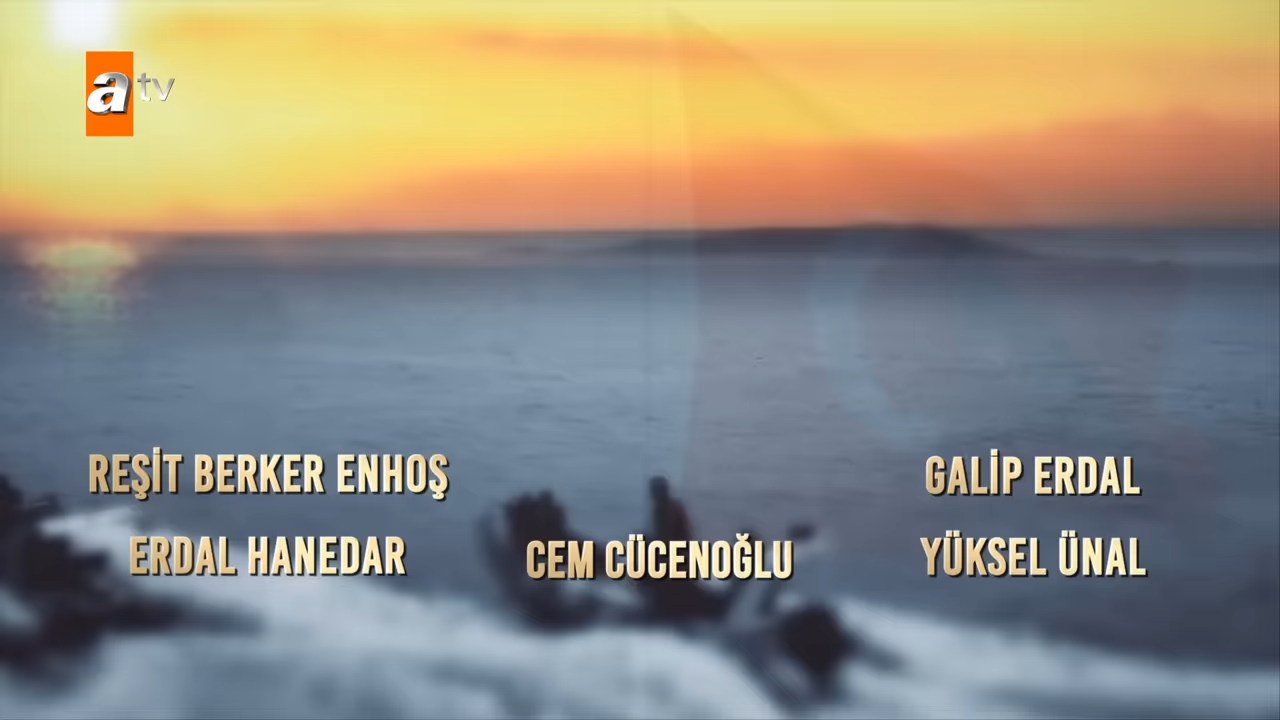 atv
REŞİT BERKER ENHOŞ
GALİP ERDAL
ERDAL HANEDAR
CEM CÜCENOĞLU
YÜKSEL ÜNAL